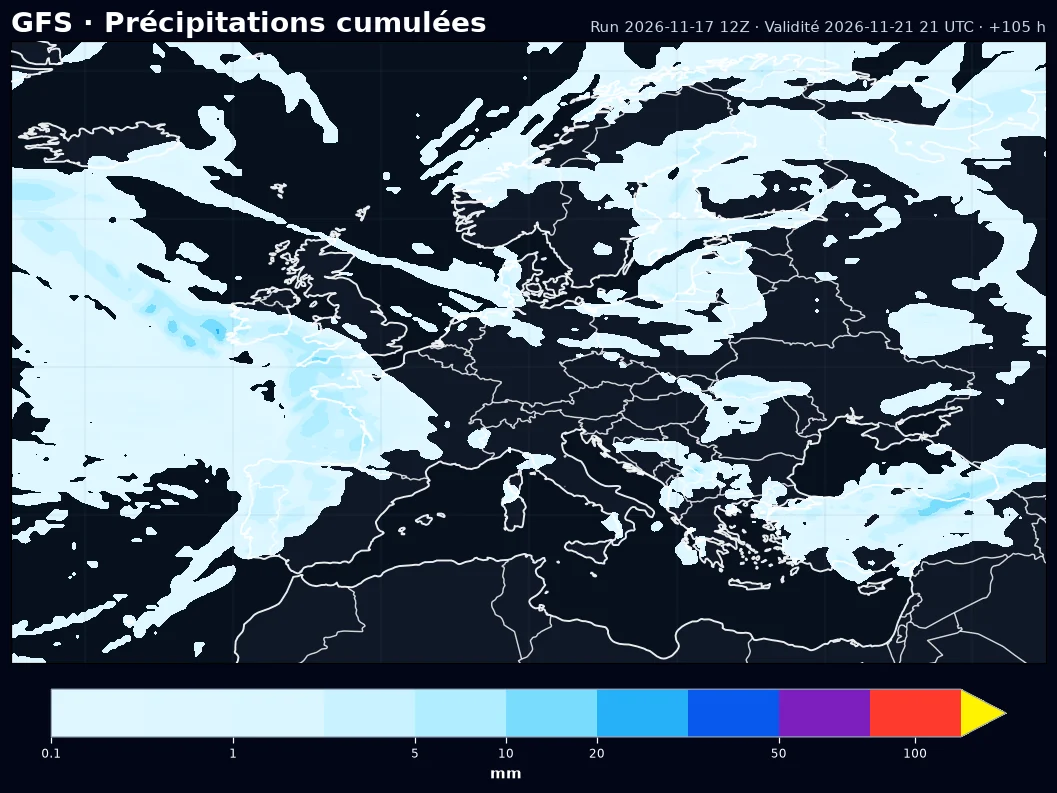 GFS · Précipitations cumulées
Run 2026-11-17 12Z · Validité 2026-11-21 21 UTC · +105 h
0.1 1 5 10 20 50 100
mm